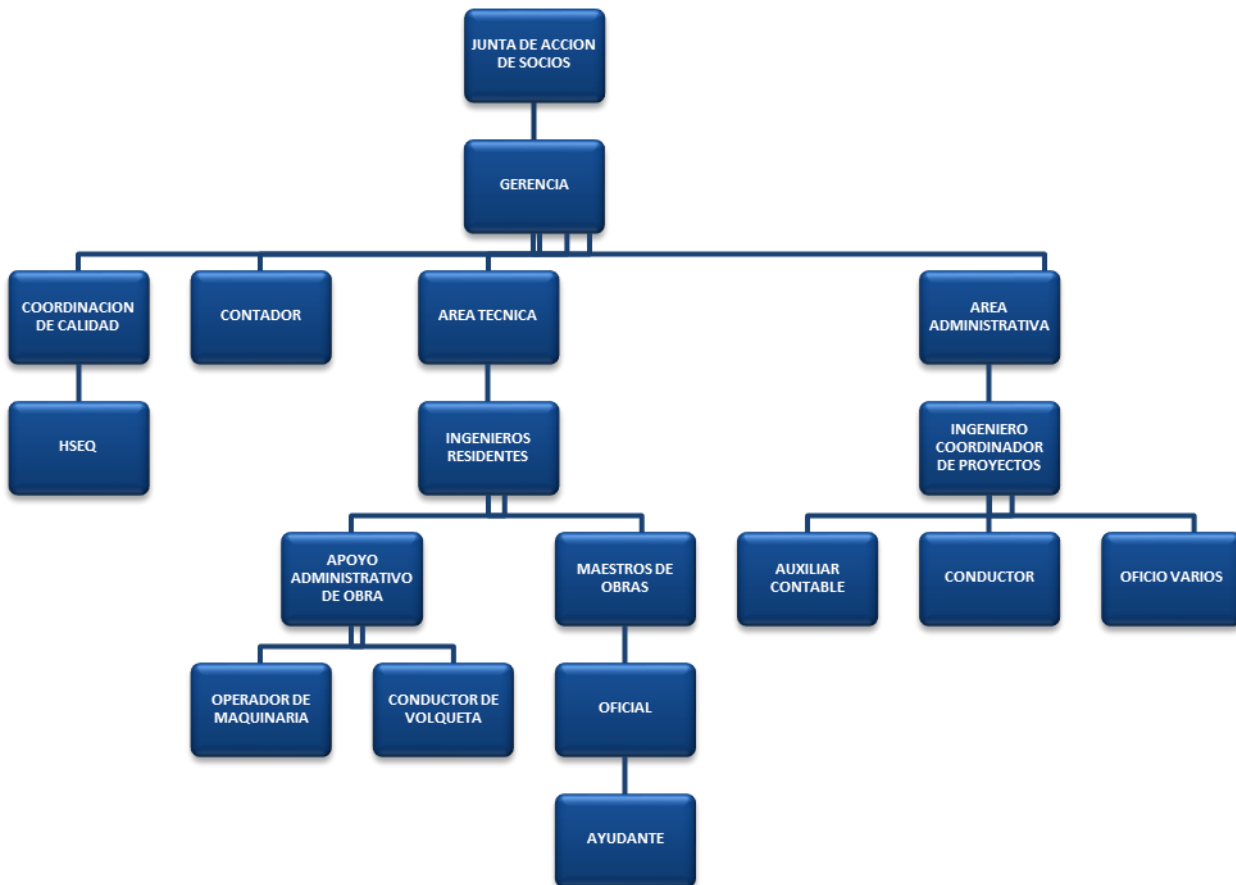 JUNTA DE ACCION
DE SOCIOS
GERENCIA
COORDINACION
DE CALIDAD
CONTADOR
AREA TECNICA
AREA
ADMINISTRATIVA
HSEQ
INGENIEROS
RESIDENTES
INGENIERO
COORDINADOR
DE PROYECTOS
APOYO
ADMINISTRATIVO
DE OBRA
MAESTROS DE
OBRAS
AUXILIAR
CONTABLE
CONDUCTOR
OFICIO VARIOS
OPERADOR DE
MAQUINARIA
CONDUCTOR DE
VOLQUETA
OFICIAL
AYUDANTE